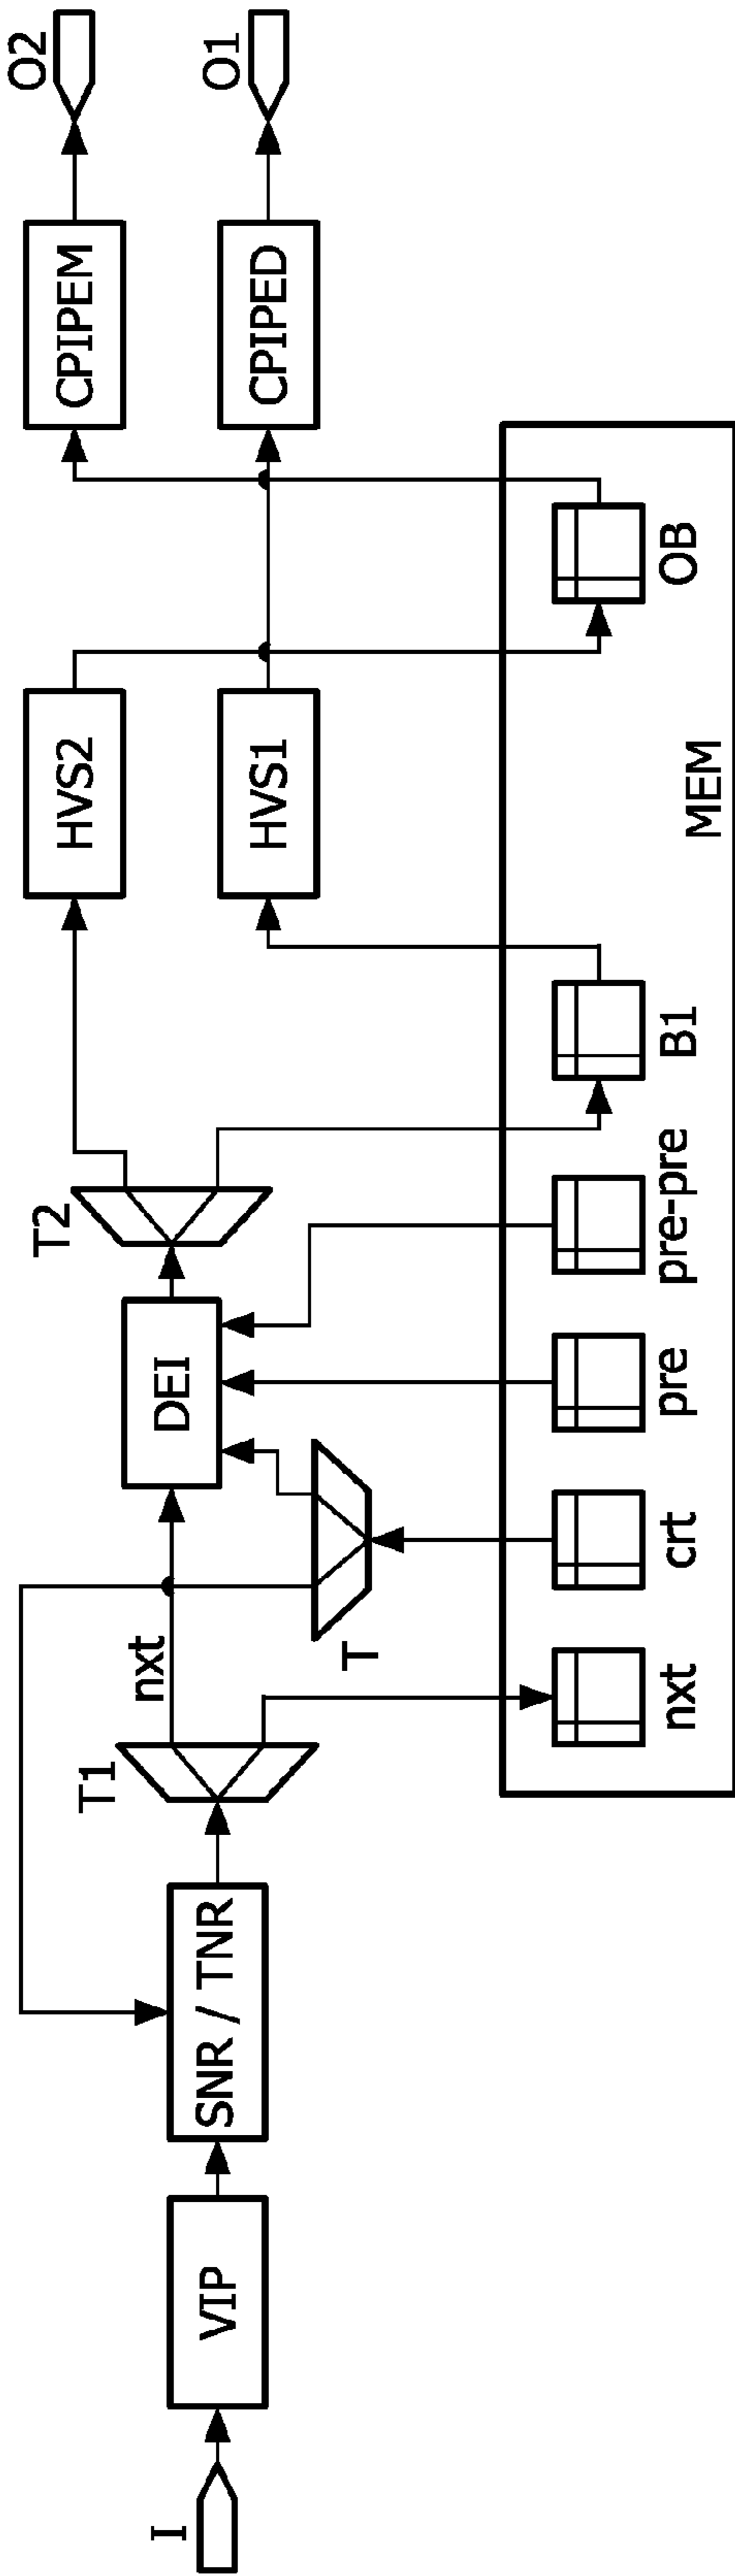 I
VIP
SNR / TNR
T1
nxt
T
DEI
T2
HVS2
HVS1
CPIPEM
CPIPED
O2
O1
nxt
crt
pre
pre-pre
B1
OB
MEM